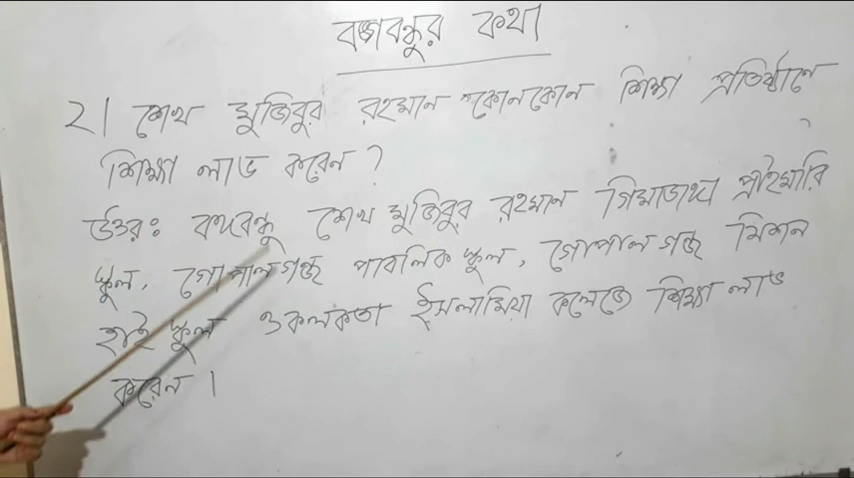 বঙ্গবন্ধুর কথা
২। শেখ মুজিবুর রহমান কোনকোন শিক্ষা প্রতিষ্ঠানে
শিক্ষা লাভ করেন ?
উত্তরঃ বঙ্গবন্ধু শেখ মুজিবুর রহমান গিমাডাঙ্গা প্রাইমারি
স্কুল, গোপালগঞ্জ পাবলিক স্কুল, গোপালগঞ্জ মিশন
হাই স্কুল ও কলকাতা ইসলামিয়া কলেজে শিক্ষা লাভ
করেন ।